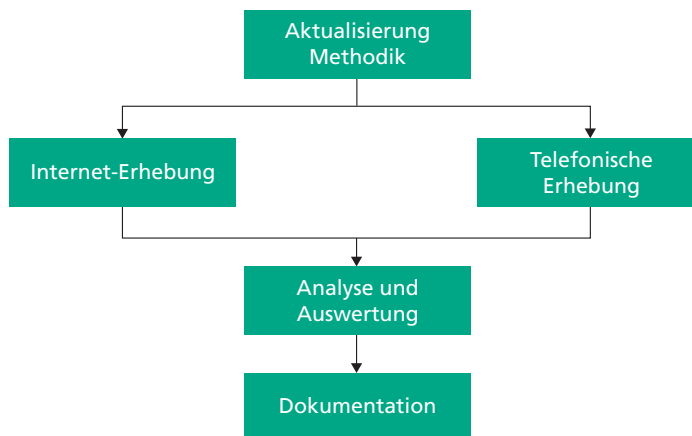 Aktualisierung
Methodik
Internet-Erhebung
Telefonische
Erhebung
Analyse und
Auswertung
Dokumentation